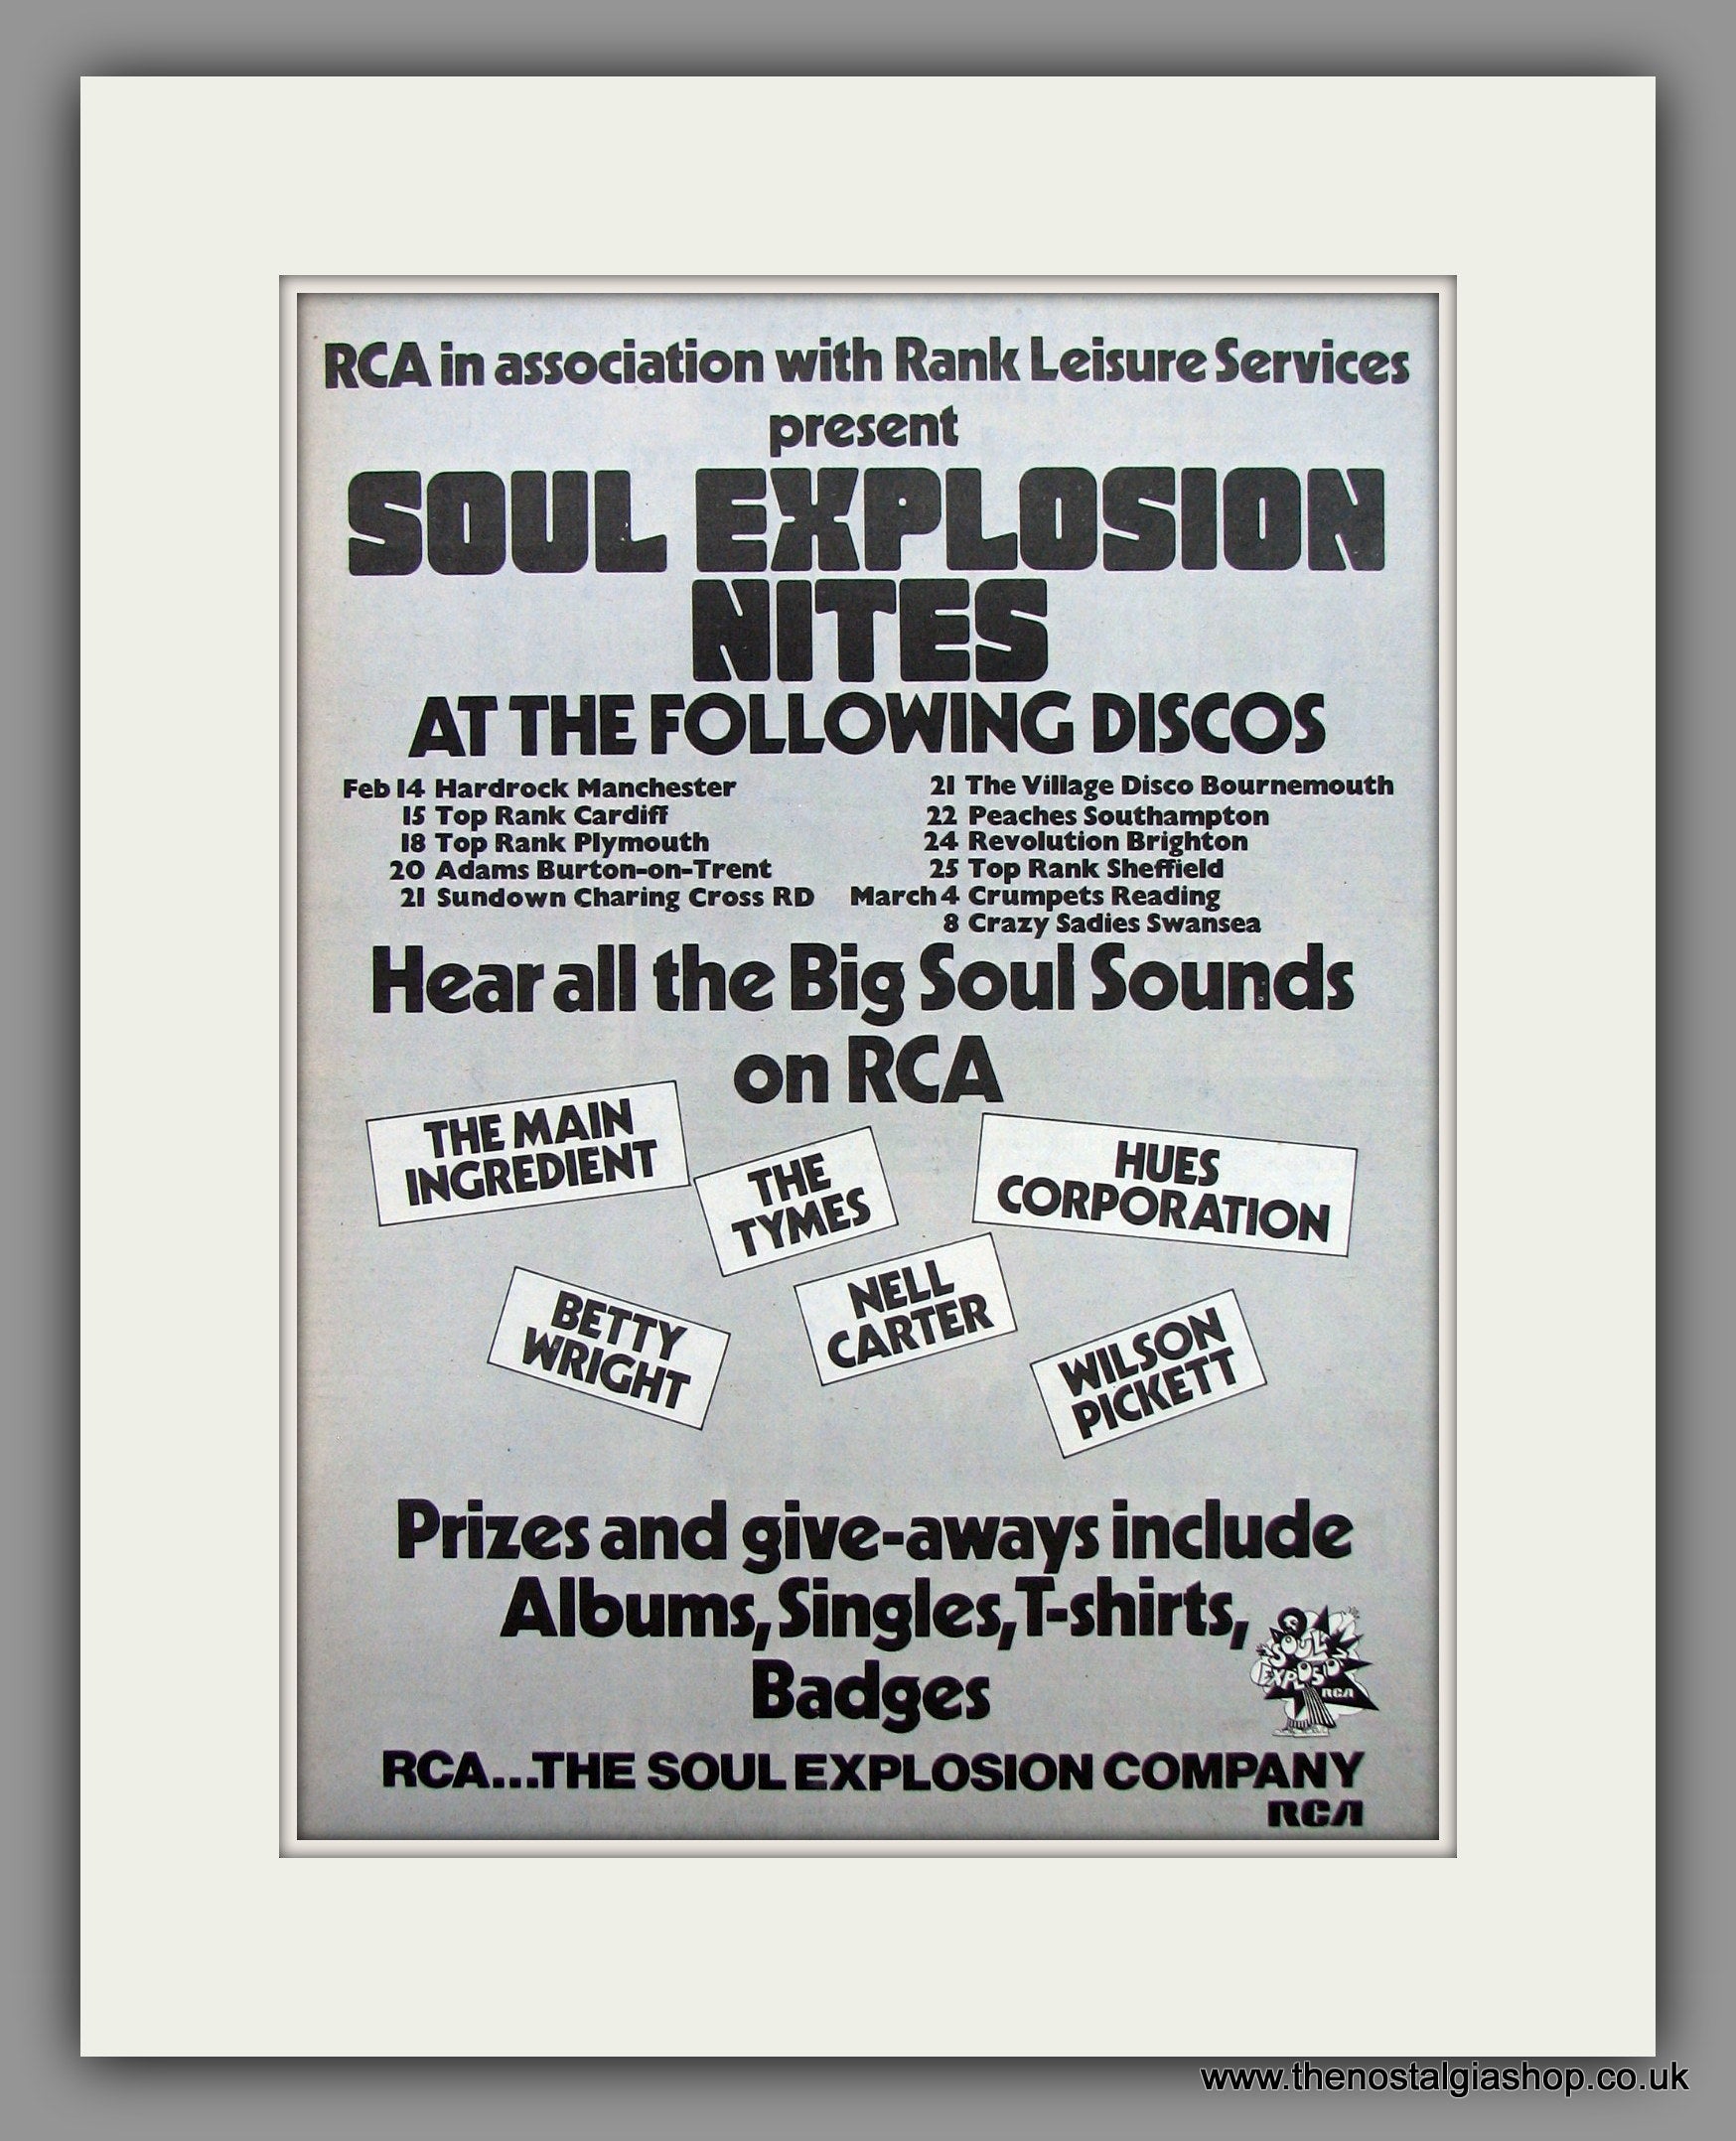 RCA in association with Rank Leisure Services
present
SOUL EXPLOSION
NITES
AT THE FOLLOWING DISCOS
Feb 14 Hardrock Manchester
15 Top Rank Cardiff
18 Top Rank Plymouth
20 Adams Burton-on-Trent
21 Sundown Charing Cross RD
21 The Village Disco Bournemouth
22 Peaches Southampton
24 Revolution Brighton
25 Top Rank Sheffield
March 4 Crumpets Reading
8 Crazy Sadies Swansea
Hear all the Big Soul Sounds
on RCA
THE MAIN
INGREDIENT
THE
TYMES
HUES
CORPORATION
BETTY
WRIGHT
NELL
CARTER
WILSON
PICKETT
Prizes and give-aways include
Albums, Singles, T-shirts,
Badges
SOUL
EXPLOSION
RCA
RCA...THE SOUL EXPLOSION COMPANY
RCA
www.thenostalgiashop.co.uk